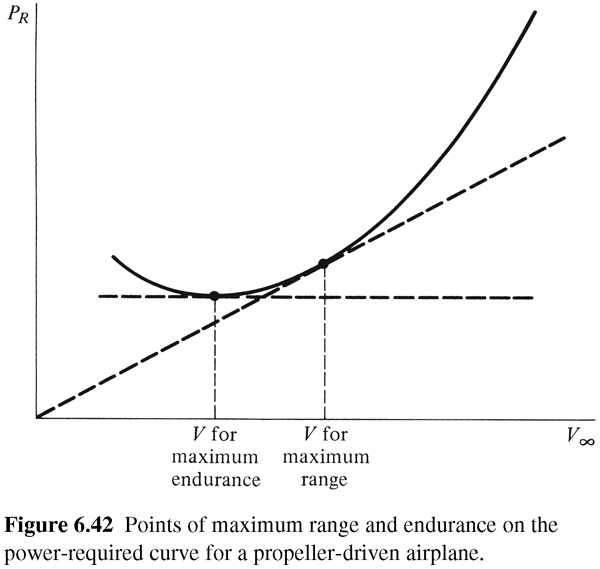 P_R
V for
maximum
endurance
V for
maximum
range
V_∞
Figure 6.42 Points of maximum range and endurance on the
power-required curve for a propeller-driven airplane.